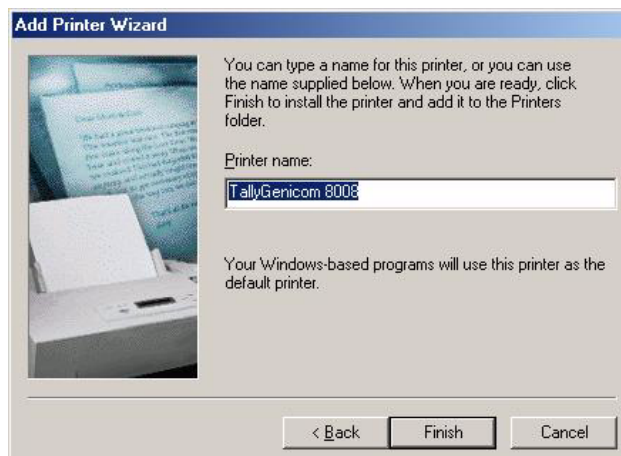 Add Printer Wizard
You can type a name for this printer, or you can use
the name supplied below. When you are ready, click
Finish to install the printer and add it to the Printers
folder.
Printer name:
TallyGenicom 8008
Your Windows-based programs will use this printer as the
default printer.
< Back
Finish
Cancel